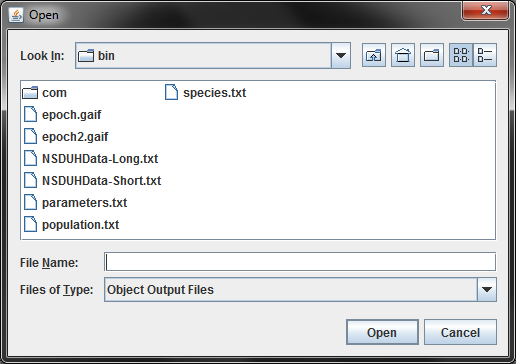 Open
Look In: bin
com
epoch.gaif
epoch2.gaif
NSDUHData-Long.txt
NSDUHData-Short.txt
parameters.txt
population.txt
species.txt
File Name:
Files of Type: Object Output Files
Open Cancel